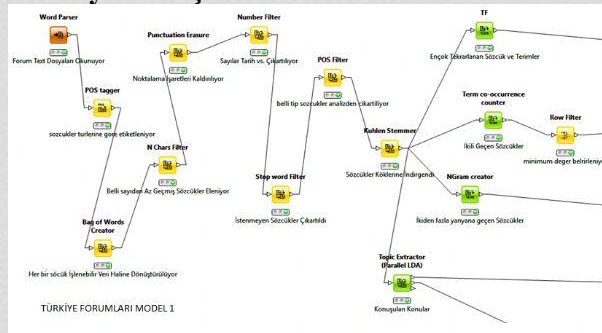 Word Parser
Forum Text Dosyaları Okunuyor
POS tagger
sozcukler turlerine gore etiketleniyor
Bag of Words
Creator
Her bir söcük İşlenebilir Veri Haline Dönüştürülüyor
N Chars Filter
Belli sayıdan Az Geçmiş Sözcükler Eleniyor
Punctuation Erasure
Noktalama işaretleri Kaldırılıyor
Number Filter
Sayılar Tarih vs. Çıkartılıyor
Stop word Filter
İstenmeyen Sözcükler Çıkartıldı
POS Filter
belli tip sozcukler analizden cikartiliyor
Kuhlen Stemmer
Sözcükler Köklerine İndirgendi
TF
Ençok Tekrarlanan Sözcük ve Terimler
Term co-occurrence
counter
İkili Geçen Sözcükler
Row Filter
minimum deger belirleniy
NGram creator
İkiden fazla yanyana geçen Sözcükler
Topic Extractor
(Parallel LDA)
Konuşulan Konular
TÜRKİYE FORUMLARI MODEL 1